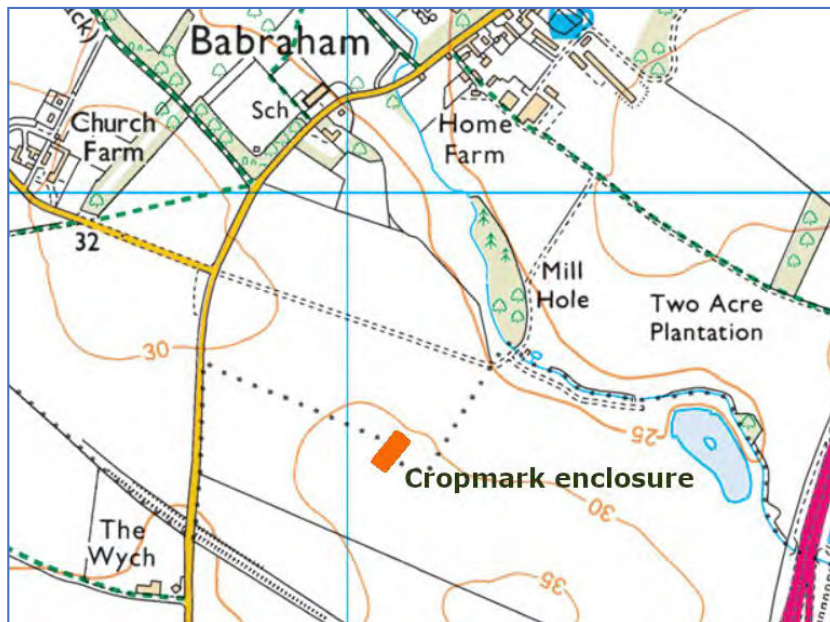 Babraham
Sch
Church
Farm
Home
Farm
32
Mill
Hole
Two Acre
Plantation
30
25
Cropmark enclosure
30
The
Wych
35